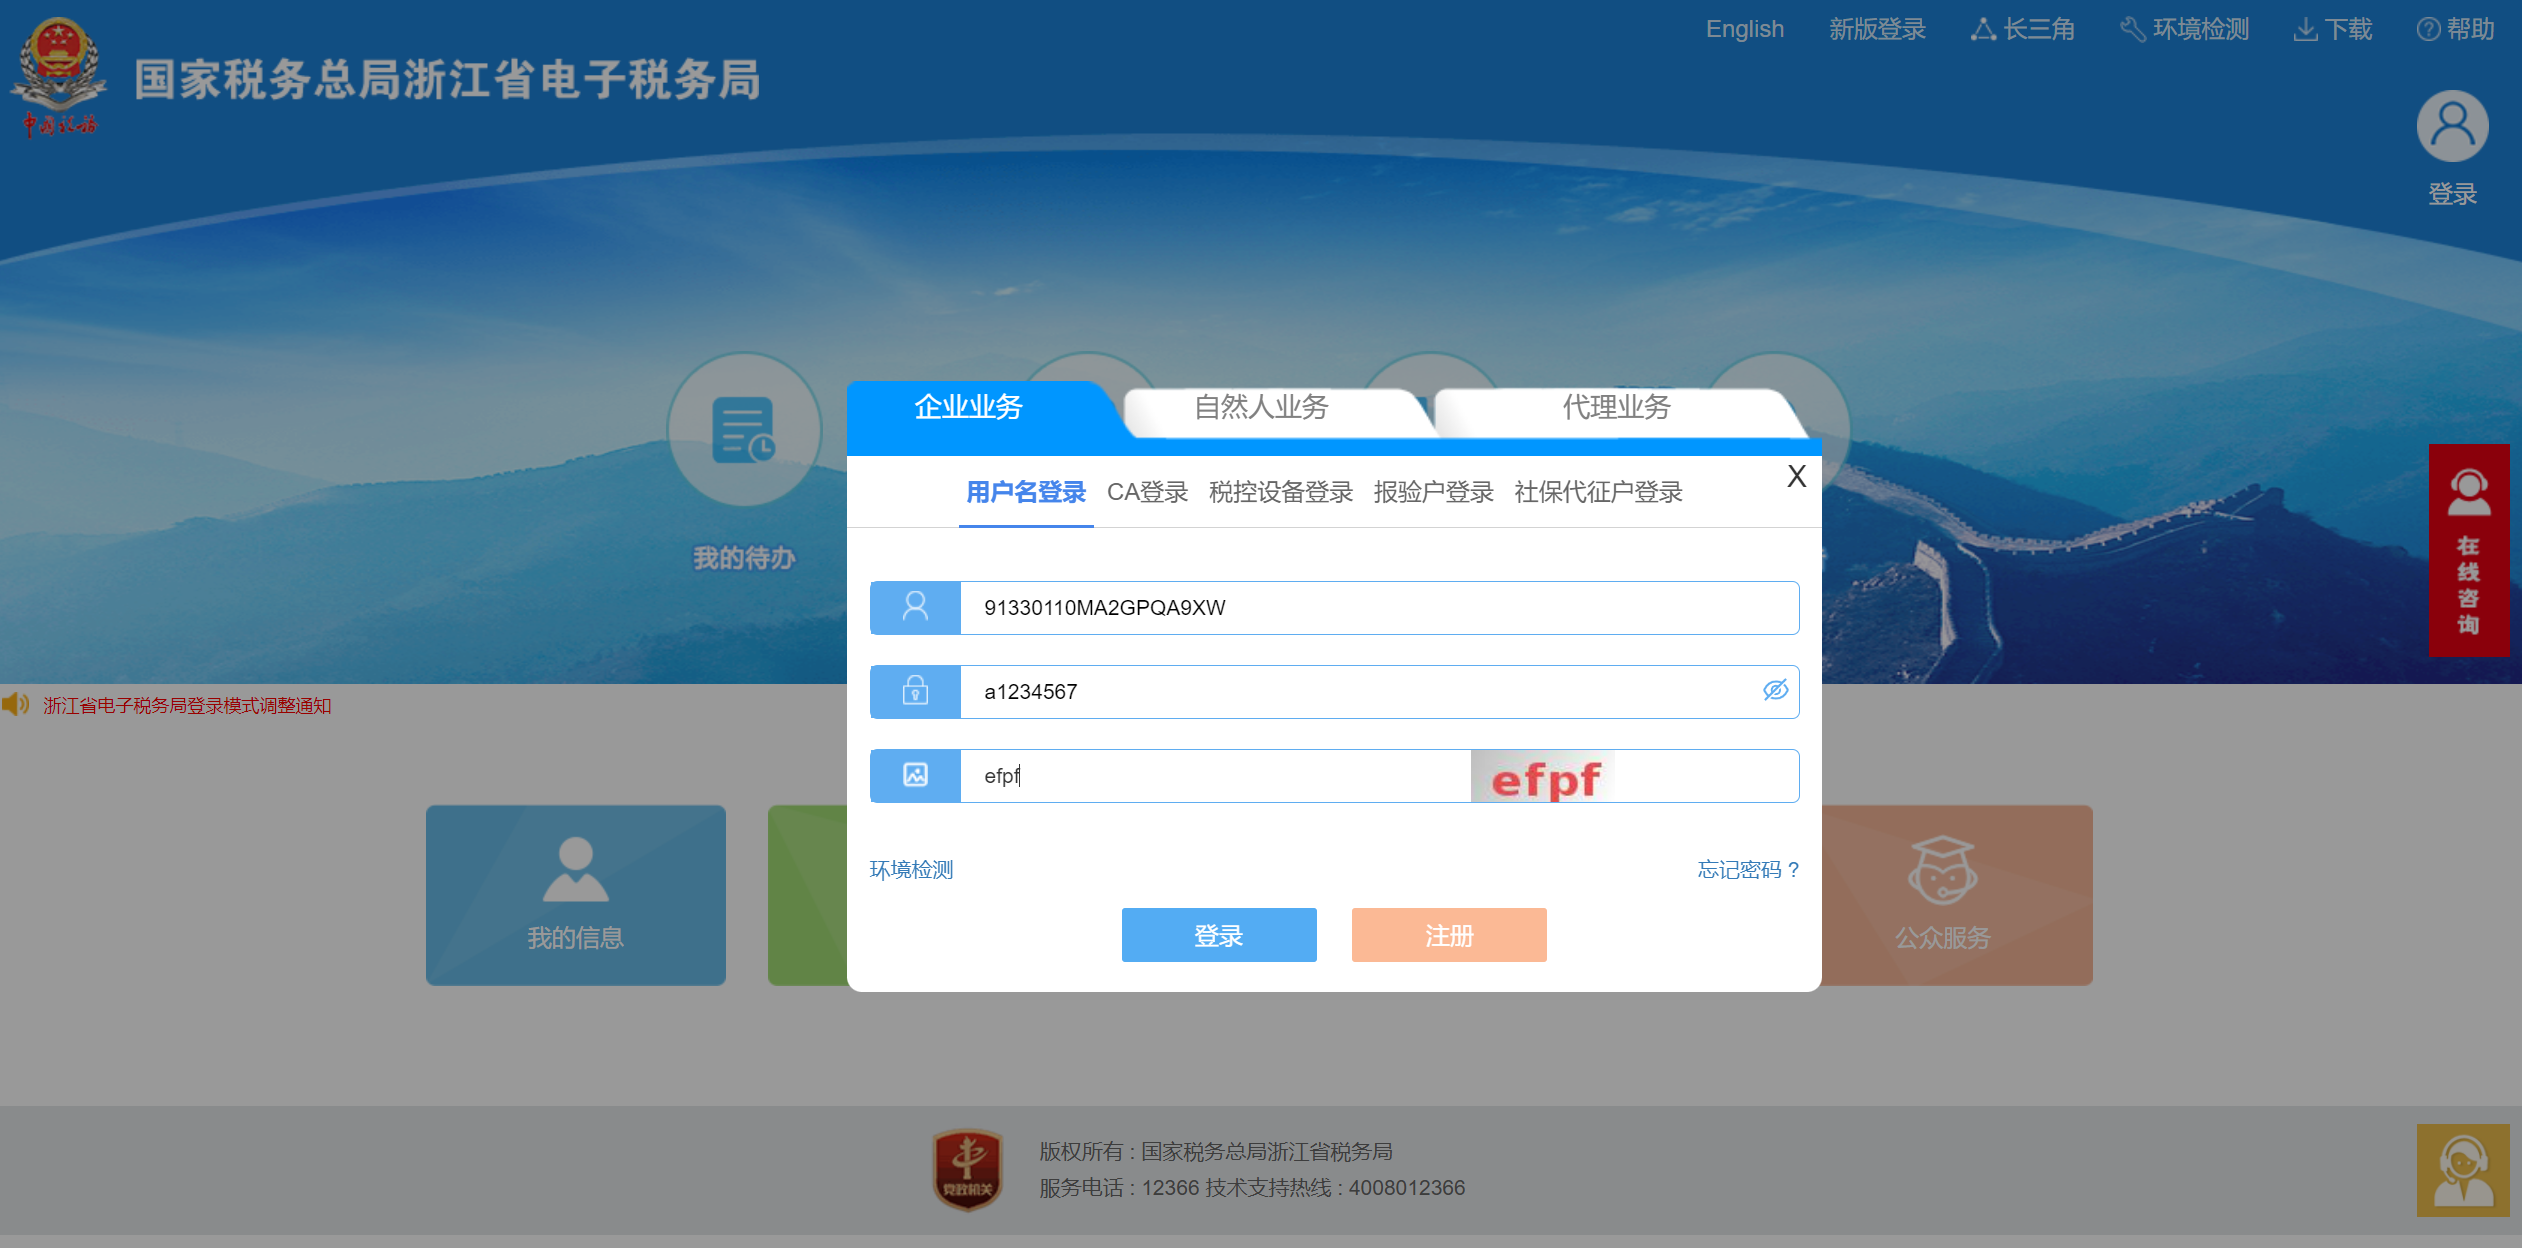 English 新版登录 长三角 环境检测 下载 帮助
国家税务总局浙江省电子税务局
中国税务
登录
企业业务 自然人业务 代理业务
X
用户名登录 CA登录 税控设备登录 报验户登录 社保代征户登录
我的待办
在线咨询
91330110MA2GPQA9XW
a1234567
浙江省电子税务局登录模式调整通知
efpf efpf
环境检测 忘记密码？
登录 注册
我的信息 公众服务
党政机关
版权所有：国家税务总局浙江省税务局
服务电话：12366 技术支持热线：4008012366